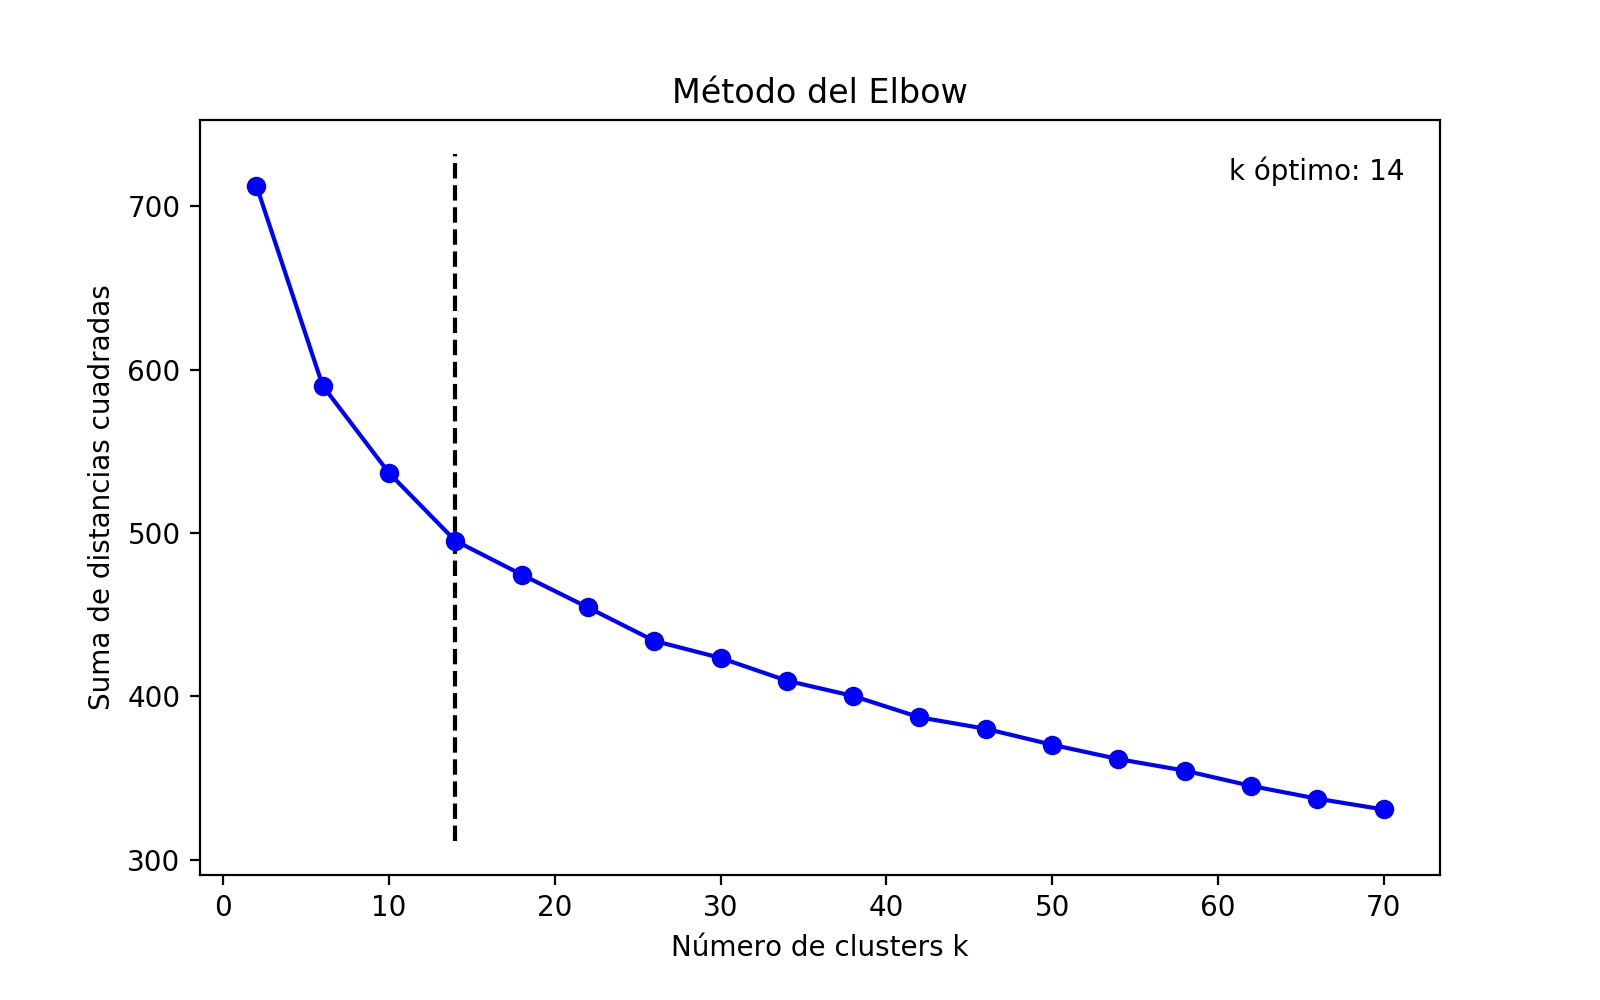 Método del Elbow
k óptimo: 14
Suma de distancias cuadradas
700
600
500
400
300
0 10 20 30 40 50 60 70
Número de clusters k